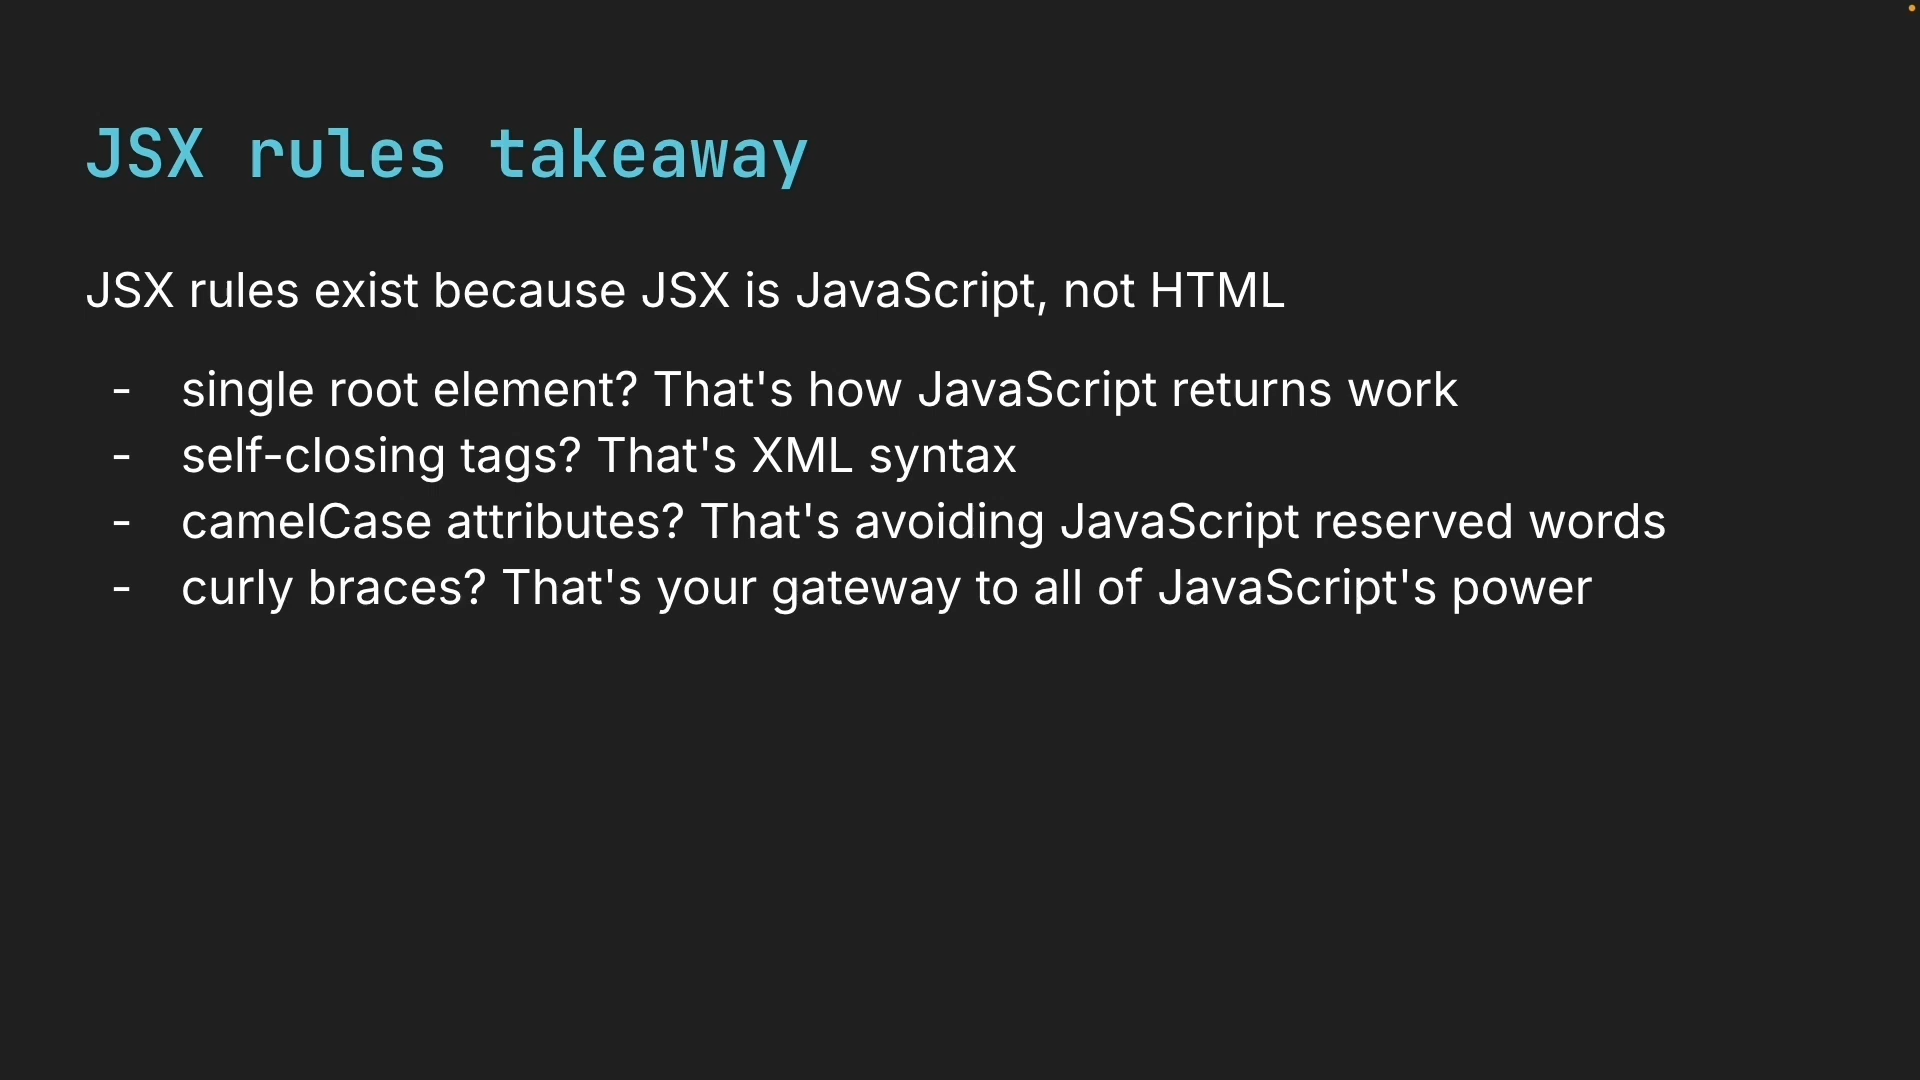 JSX rules takeaway
JSX rules exist because JSX is JavaScript, not HTML
- single root element? That's how JavaScript returns work
- self-closing tags? That's XML syntax
- camelCase attributes? That's avoiding JavaScript reserved words
- curly braces? That's your gateway to all of JavaScript's power